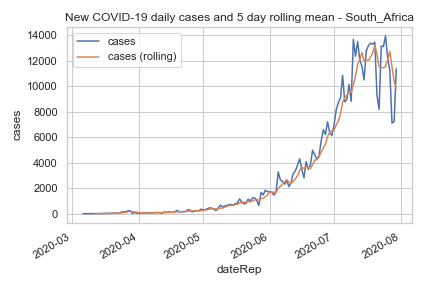 New COVID-19 daily cases and 5 day rolling mean - South_Africa
cases
cases (rolling)
14000
12000
10000
8000
6000
4000
2000
0
cases
2020-03
2020-04
2020-05
2020-06
2020-07
2020-08
dateRep